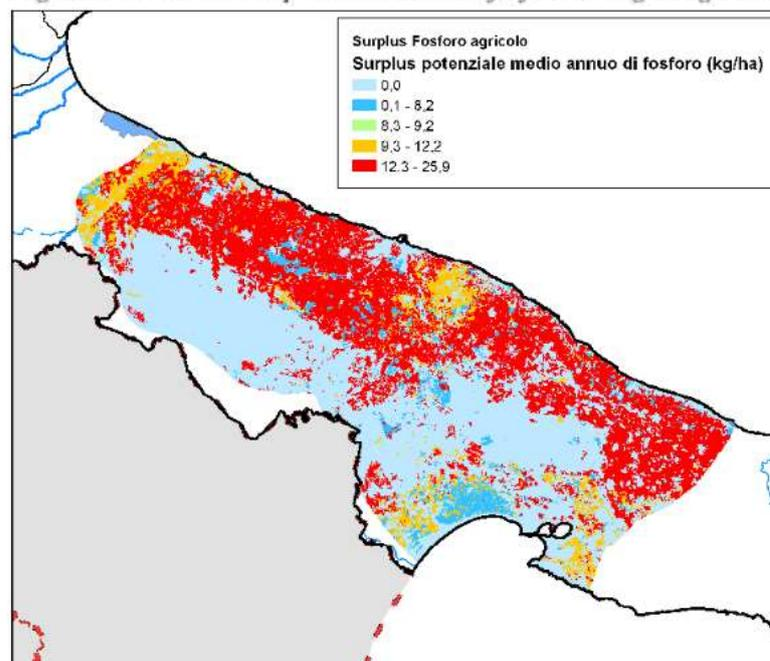 Surplus Fosforo agricolo
Surplus potenziale medio annuo di fosforo (kg/ha)
0,0
0,1 - 8,2
8,3 - 9,2
9,3 - 12,2
12,3 - 25,9